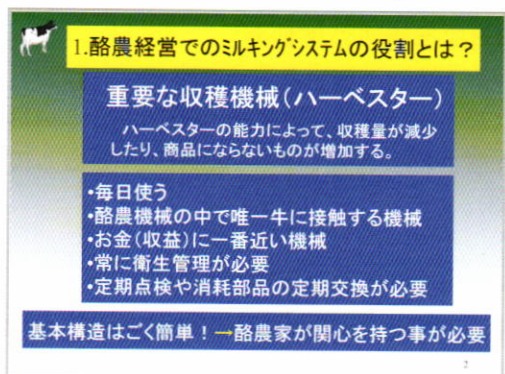 1.酪農経営でのﾐﾙｷﾝｸﾞｼｽﾃﾑの役割とは？
重要な収穫機械（ハーベスター）
ハーベスターの能力によって、収穫量が減少
したり、商品にならないものが増加する。
・毎日使う
・酪農機械の中で唯一牛に接触する機械
・お金（収益）に一番近い機械
・常に衛生管理が必要
・定期点検や消耗部品の定期交換が必要
基本構造はごく簡単！→酪農家が関心を持つ事が必要
2